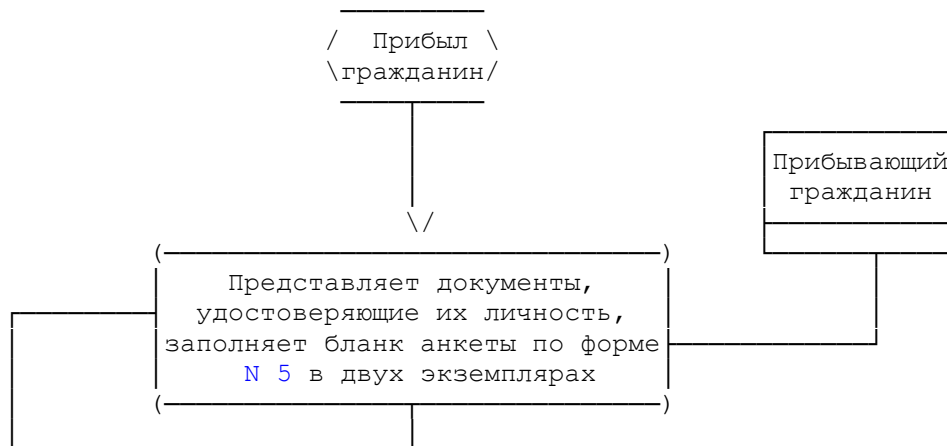 Прибыл
гражданин
Прибывающий
гражданин
Представляет документы,
удостоверяющие их личность,
заполняет бланк анкеты по форме
N 5 в двух экземплярах